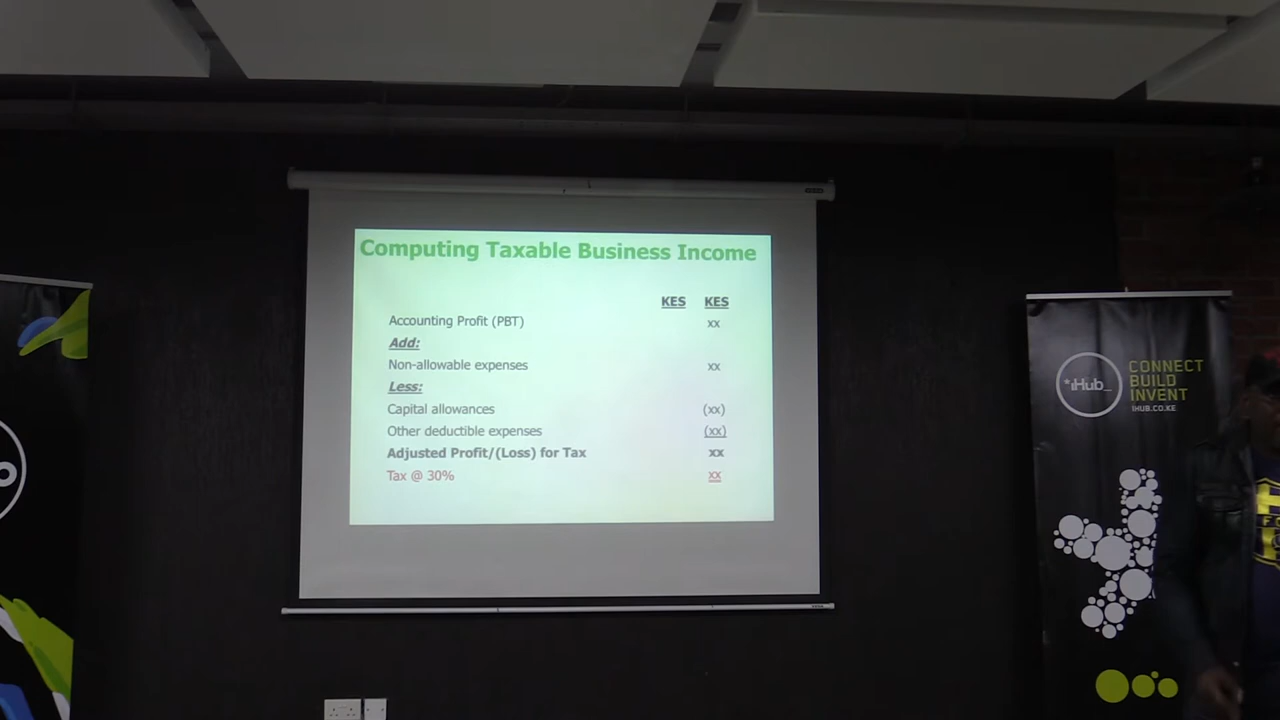 Computing Taxable Business Income
KES KES
Accounting Profit (PBT) xx
Add:
Non-allowable expenses xx
Less:
Capital allowances (xx)
Other deductible expenses (xx)
Adjusted Profit/(Loss) for Tax xx
Tax @ 30% xx
*iHub_
CONNECT
BUILD
INVENT
IHUB.CO.KE